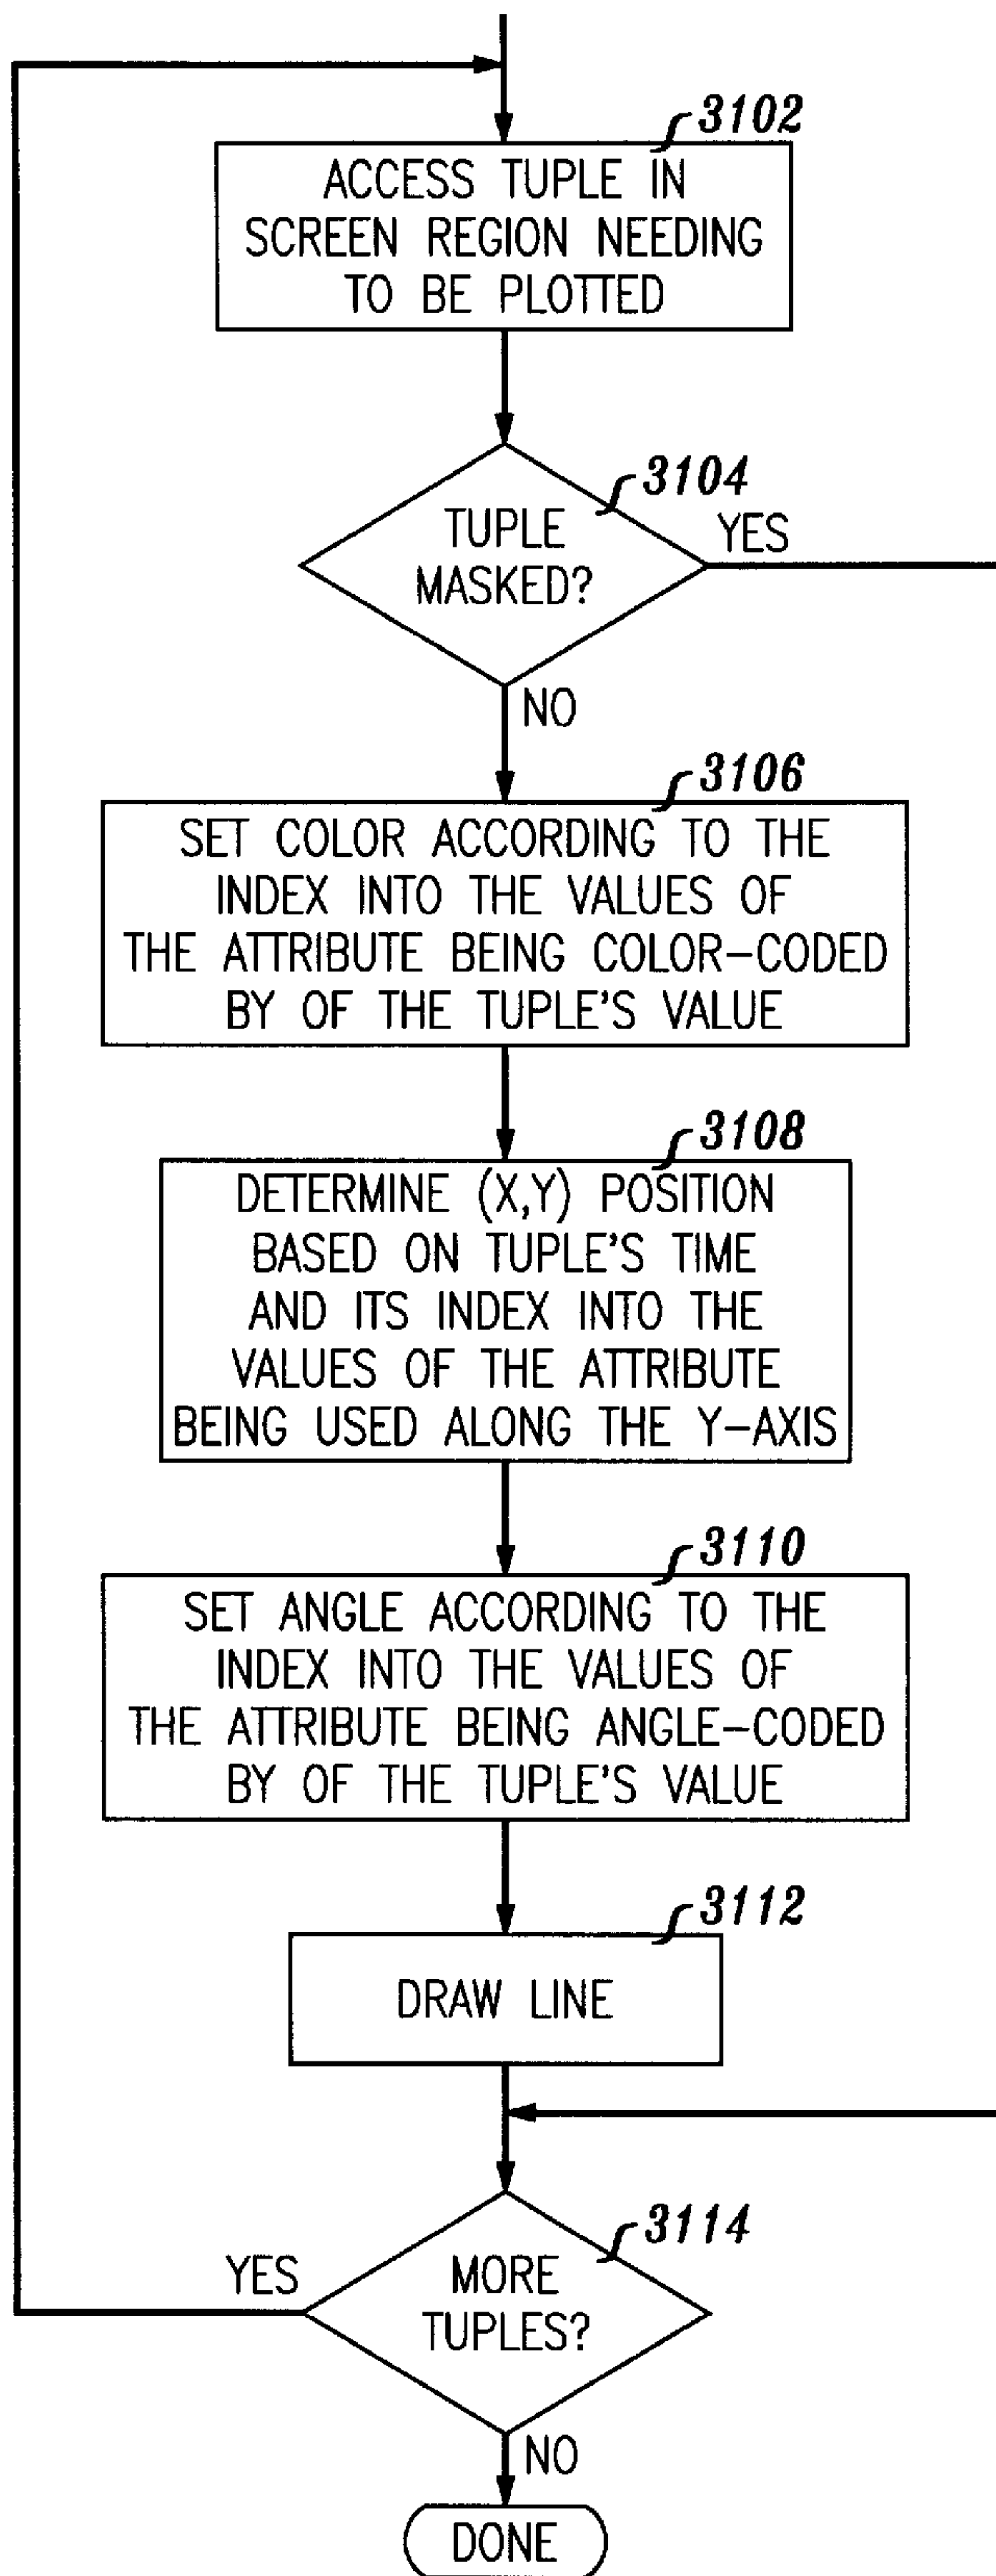 3102
ACCESS TUPLE IN
SCREEN REGION NEEDING
TO BE PLOTTED
3104
TUPLE
MASKED?
YES
NO
3106
SET COLOR ACCORDING TO THE
INDEX INTO THE VALUES OF
THE ATTRIBUTE BEING COLOR-CODED
BY OF THE TUPLE'S VALUE
3108
DETERMINE (X,Y) POSITION
BASED ON TUPLE'S TIME
AND ITS INDEX INTO THE
VALUES OF THE ATTRIBUTE
BEING USED ALONG THE Y-AXIS
3110
SET ANGLE ACCORDING TO THE
INDEX INTO THE VALUES OF
THE ATTRIBUTE BEING ANGLE-CODED
BY OF THE TUPLE'S VALUE
3112
DRAW LINE
3114
YES
MORE
TUPLES?
NO
DONE